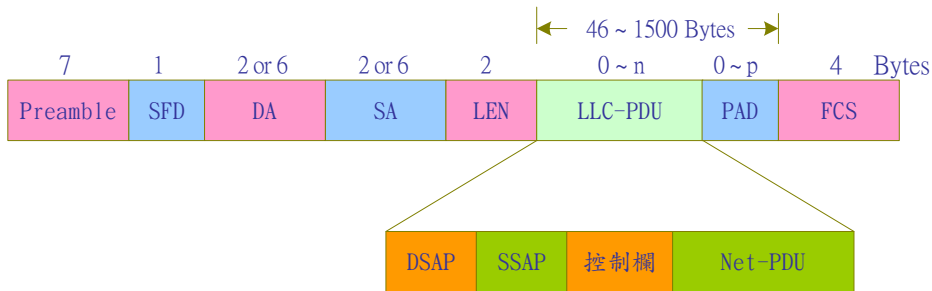 46 ~ 1500 Bytes
7 1 2 or 6 2 or 6 2 0 ~ n 0 ~ p 4 Bytes
Preamble SFD DA SA LEN LLC-PDU PAD FCS
DSAP SSAP 控制欄 Net-PDU